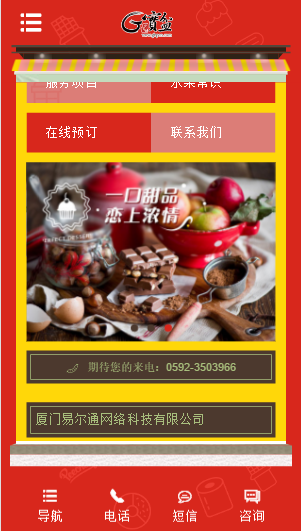 服务项目
水果常识
在线预订
联系我们
一口甜品
恋上浓情
期待您的来电：0592-3503966
厦门易尔通网络科技有限公司
导航
电话
短信
咨询